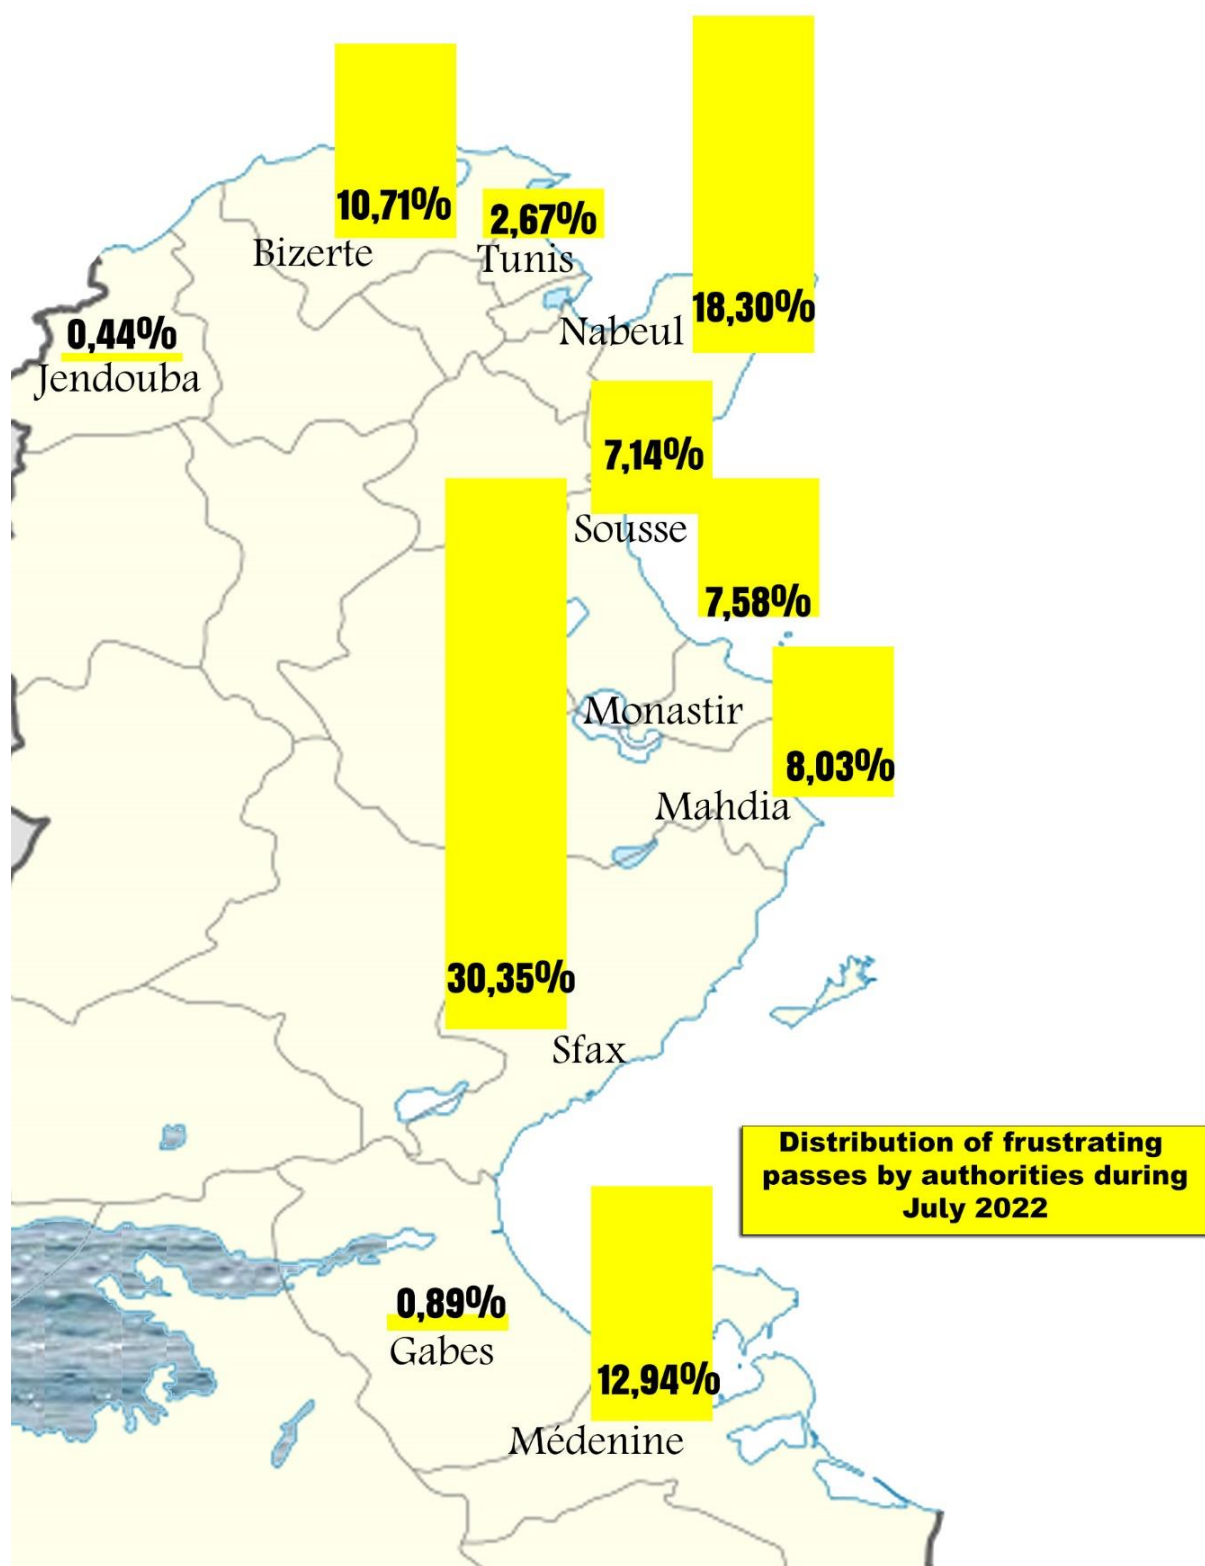 10,71%
Bizerte
2,67%
Tunis
18,30%
Nabeul
0,44%
Jendouba
7,14%
Sousse
7,58%
Monastir
8,03%
Mahdia
30,35%
Sfax
Distribution of frustrating
passes by authorities during
July 2022
0,89%
Gabes
12,94%
Médenine